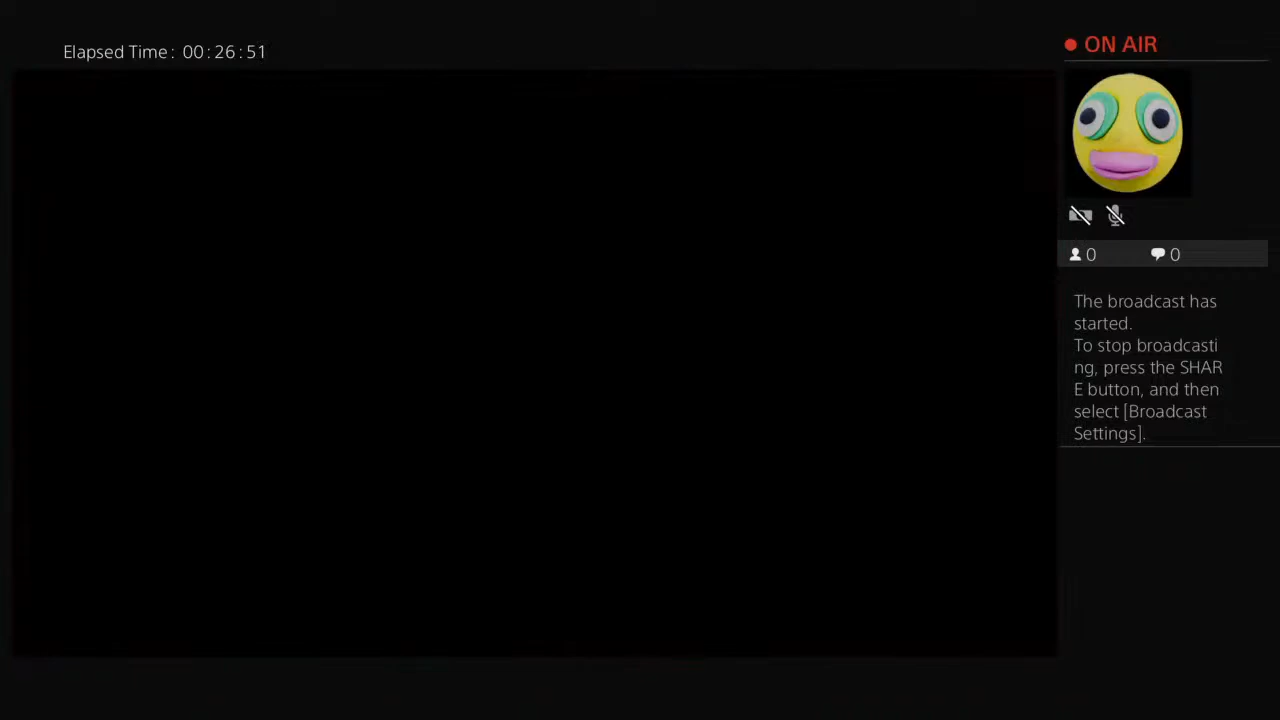 Elapsed Time: 00:26:51
ON AIR
0 0
The broadcast has
started.
To stop broadcasti
ng, press the SHAR
E button, and then
select [Broadcast
Settings].